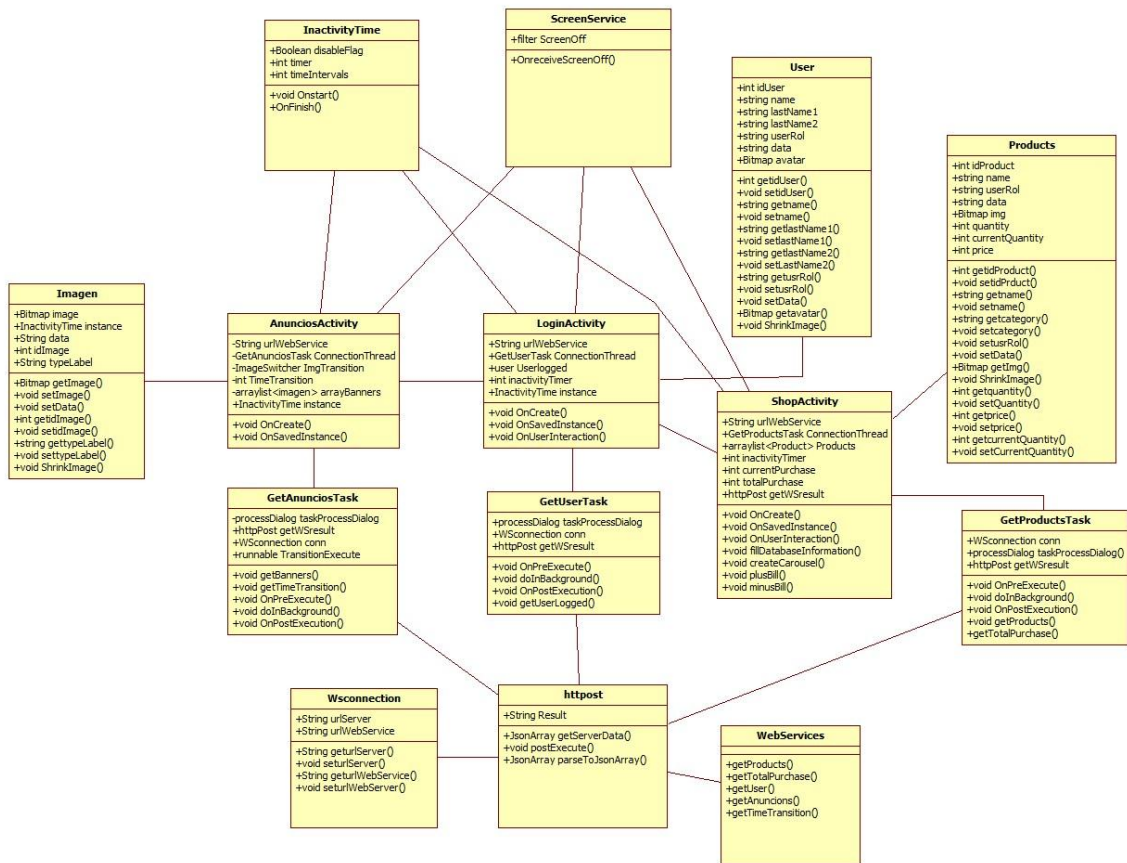 InactivityTime
+Boolean disableFlag
+int timer
+int timeIntervals
+void Onstart()
+OnFinish()
ScreenService
+filter ScreenOff
+OnreceiveScreenOff()
User
+int idUser
+string name
+string lastName1
+string lastName2
+string userRol
+string data
+Bitmap avatar
+int getidUser()
+void setidUser()
+string getname()
+void setname()
+string getlastName1()
+void setlastName1()
+string getlastName2()
+void setLastName2()
+string getusrRol()
+void setusrRol()
+void setData()
+Bitmap getavatar()
+void ShrinkImage()
Products
+int idProduct
+string name
+string userRol
+string data
+Bitmap img
+int quantity
+int currentQuantity
+int price
+int getidProduct()
+void setidPrduct()
+string getname()
+void setname()
+string getcategory()
+void setcategory()
+void setusrRol()
+void setData()
+Bitmap getImg()
+void ShrinkImage()
+int getquantity()
+void setQuantity()
+int getprice()
+void setprice()
+int getcurrentQuantity()
+void setCurrentQuantity()
Imagen
+Bitmap image
+InactivityTime instance
+String data
+int idImage
+String typeLabel
+Bitmap getImage()
+void setImage()
+void setData()
+int getidImage()
+void setidImage()
+string gettypeLabel()
+void settypeLabel()
+void ShrinkImage()
AnunciosActivity
-String urlWebService
-GetAnunciosTask ConnectionThread
-ImageSwitcher ImgTransition
-int TimeTransition
-arraylist<imagen> arrayBanners
+InactivityTime instance
+void OnCreate()
+void OnSavedInstance()
LoginActivity
+String urlWebService
+GetUserTask ConnectionThread
+user Userlogged
+int inactivityTimer
+InactivityTime instance
+void OnCreate()
+void OnSavedInstance()
+void OnUserInteraction()
ShopActivity
+String urlWebService
+GetProductsTask ConnectionThread
+arraylist<Product> Products
+int inactivityTimer
+int currentPurchase
+int totalPurchase
+httpPost getWSresult
+void OnCreate()
+void OnSavedInstance()
+void OnUserInteraction()
+void fillDatabaseInformation()
+void createCarousel()
+void plusBill()
+void minusBill()
GetAnunciosTask
-processDialog taskProcessDialog
+httpPost getWSresult
+WSconnection conn
+runnable TransitionExecute
+void getBanners()
+void getTimeTransition()
+void OnPreExecute()
+void doInBackground()
+void OnPostExecution()
GetUserTask
+processDialog taskProcessDialog
+WSconnection conn
+httpPost getWSresult
+void OnPreExecute()
+void doInBackground()
+void OnPostExecution()
+void getUserLogged()
GetProductsTask
+WSconnection conn
+processDialog taskProcessDialog()
+httpPost getWSresult
+void OnPreExecute()
+void doInBackground()
+void OnPostExecution()
+void getProducts()
+getTotalPurchase()
Wsconnection
+String urlServer
+String urlWebService
+String geturlServer()
+void seturlServer()
+String geturlWebService()
+void seturlWebServer()
httpost
+String Result
+JsonArray getServerData()
+void postExecute()
+JsonArray parseToJsonArray()
WebServices
+getProducts()
+getTotalPurchase()
+getUser()
+getAnuncions()
+getTimeTransition()